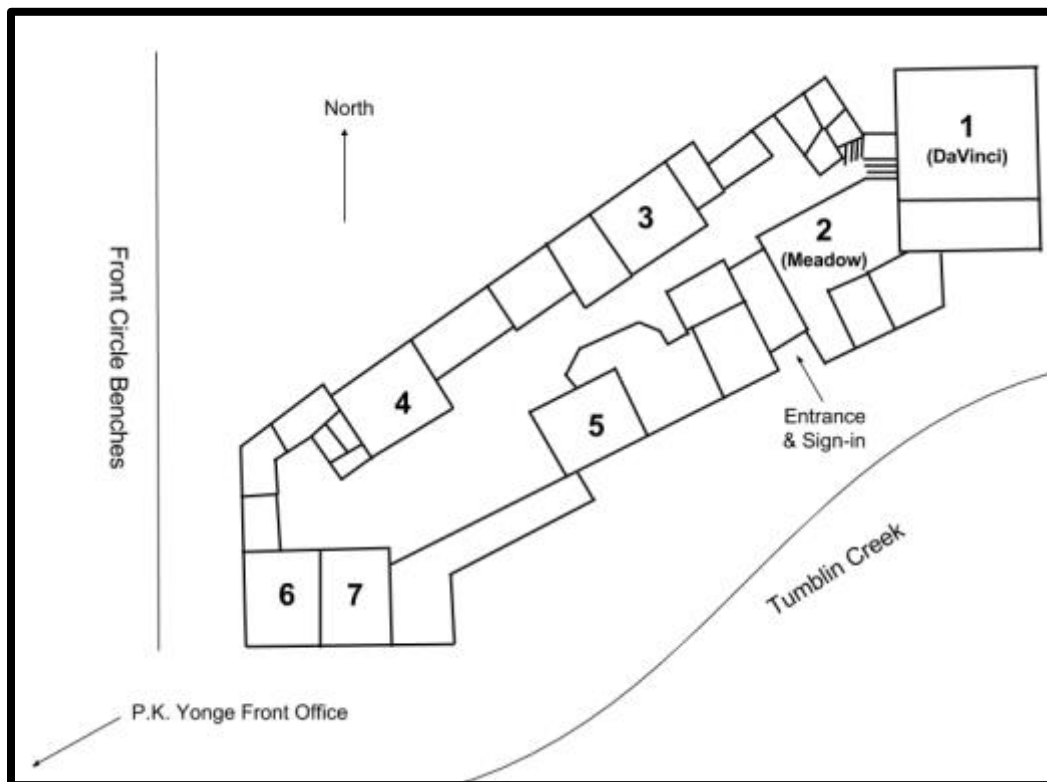 1
(DaVinci)
North
3
2
(Meadow)
Front Circle Benches
4
5
Entrance
& Sign-in
Tumblin Creek
6
7
P.K. Yonge Front Office